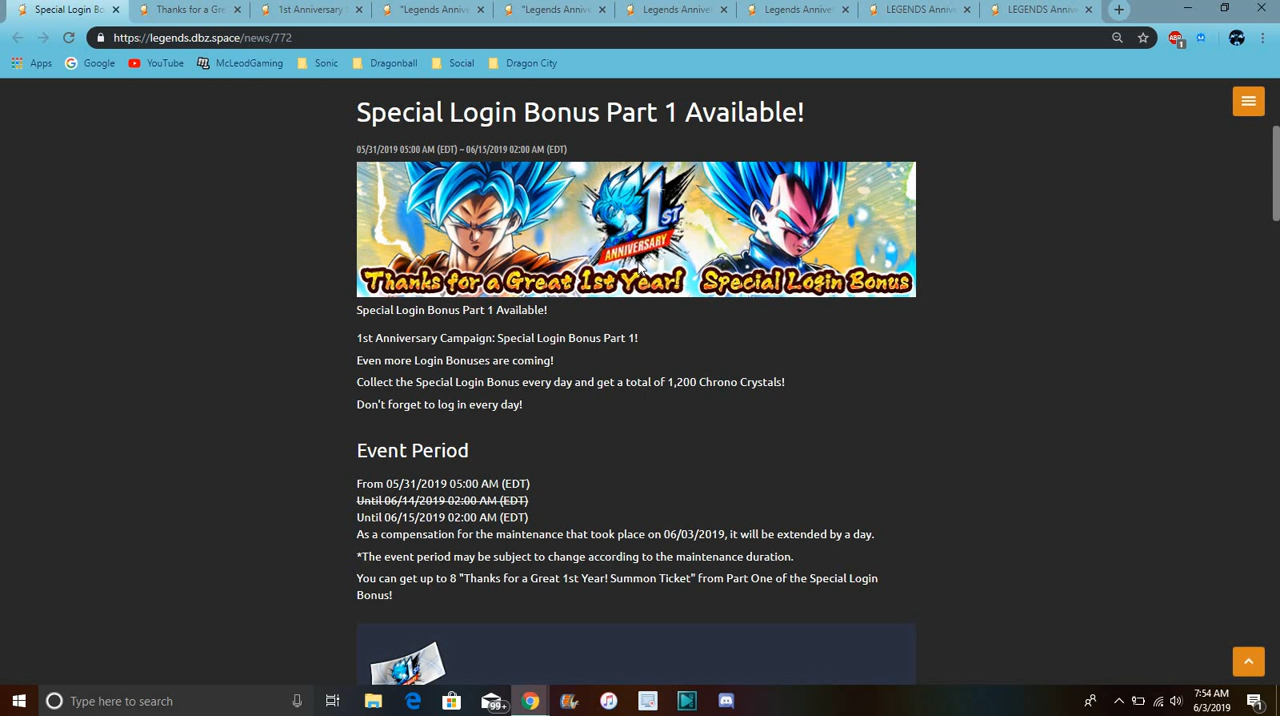 Special Login Bo
Thanks for a Gre
1st Anniversary S
"Legends Annive
"Legends Annive
Legends Annive
Legends Annive
LEGENDS Annive
LEGENDS Annive
https://legends.dbz.space/news/772
ABP
1
Apps
Google
YouTube
McLeodGaming
Sonic
Dragonball
Social
Dragon City
Special Login Bonus Part 1 Available!
05/31/2019 05:00 AM (EDT) ~ 06/15/2019 02:00 AM (EDT)
1ST
ANNIVERSARY
Thanks for a Great 1st Year! Special Login Bonus
Special Login Bonus Part 1 Available!
1st Anniversary Campaign: Special Login Bonus Part 1!
Even more Login Bonuses are coming!
Collect the Special Login Bonus every day and get a total of 1,200 Chrono Crystals!
Don't forget to log in every day!
Event Period
From 05/31/2019 05:00 AM (EDT)
Until 06/14/2019 02:00 AM (EDT)
Until 06/15/2019 02:00 AM (EDT)
As a compensation for the maintenance that took place on 06/03/2019, it will be extended by a day.
*The event period may be subject to change according to the maintenance duration.
You can get up to 8 "Thanks for a Great 1st Year! Summon Ticket" from Part One of the Special Login
Bonus!
Type here to search
99+
7:54 AM
6/3/2019
1